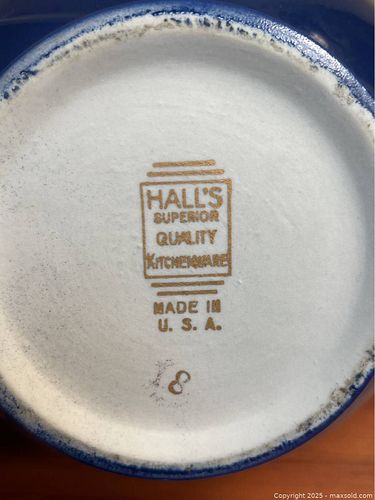 HALL'S
SUPERIOR
QUALITY
KITCHENWARE
MADE IN
U. S. A.
8
Copyright © 2025 - maxsold.com